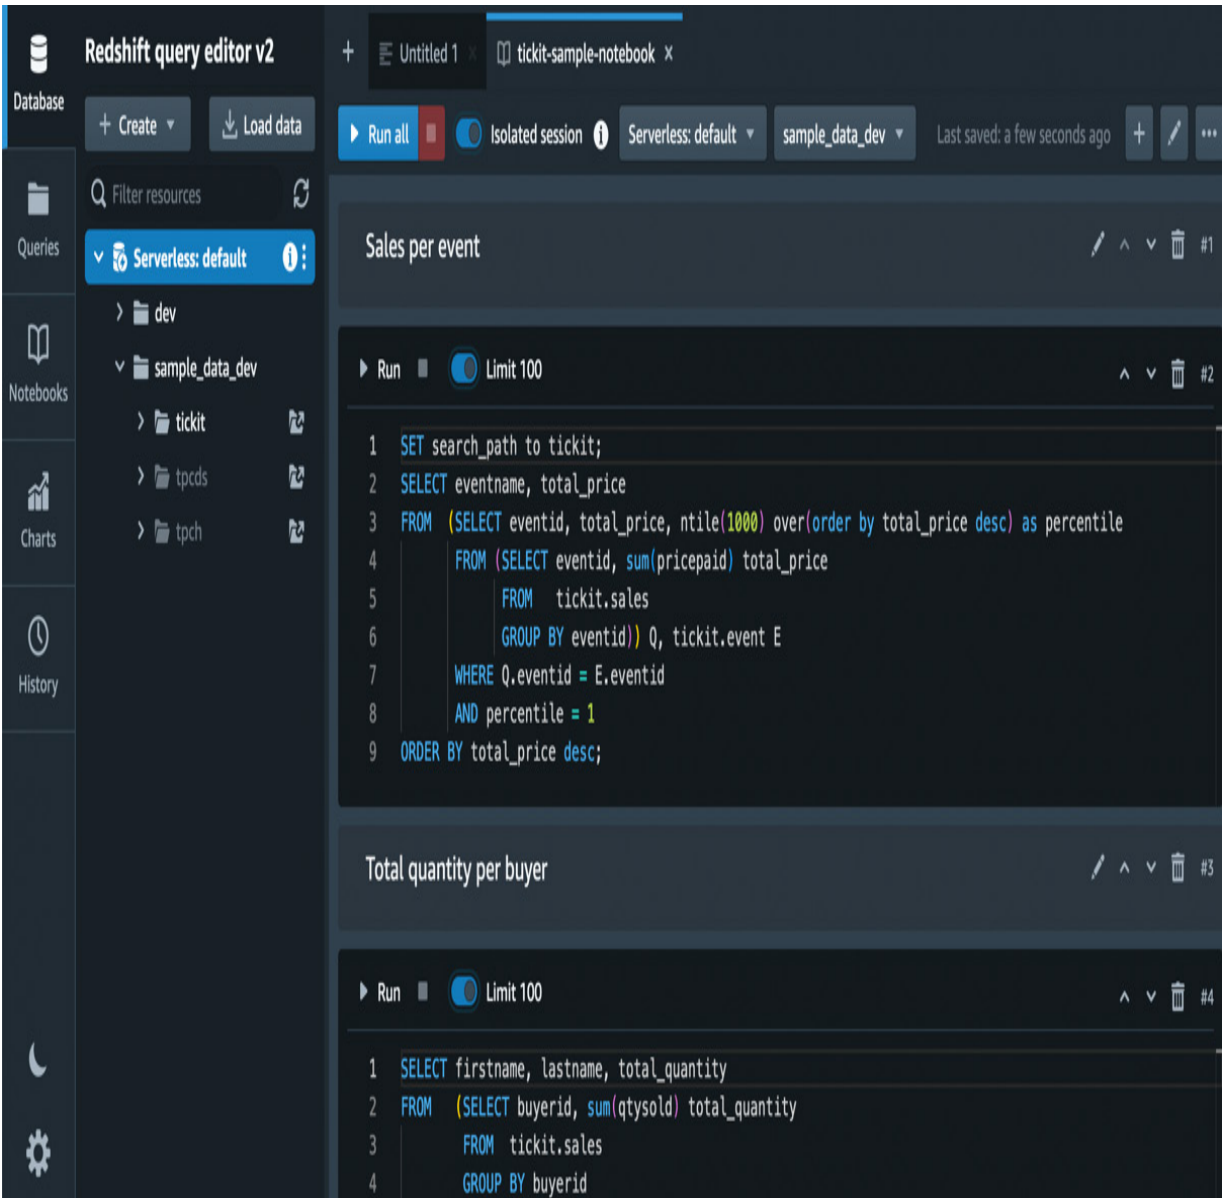 Database
Queries
Notebooks
Charts
History
Redshift query editor v2
+ Create
Load data
Filter resources
Serverless: default
dev
sample_data_dev
tickit
tpcds
tpch
+ Untitled 1 × tickit-sample-notebook ×
Run all Isolated session Serverless: default sample_data_dev Last saved: a few seconds ago + ...
Sales per event #1
Run Limit 100 #2
1 SET search_path to tickit;
2 SELECT eventname, total_price
3 FROM (SELECT eventid, total_price, ntile(1000) over(order by total_price desc) as percentile
4 FROM (SELECT eventid, sum(pricepaid) total_price
5 FROM tickit.sales
6 GROUP BY eventid)) Q, tickit.event E
7 WHERE Q.eventid = E.eventid
8 AND percentile = 1
9 ORDER BY total_price desc;
Total quantity per buyer #3
Run Limit 100 #4
1 SELECT firstname, lastname, total_quantity
2 FROM (SELECT buyerid, sum(qtysold) total_quantity
3 FROM tickit.sales
4 GROUP BY buyerid